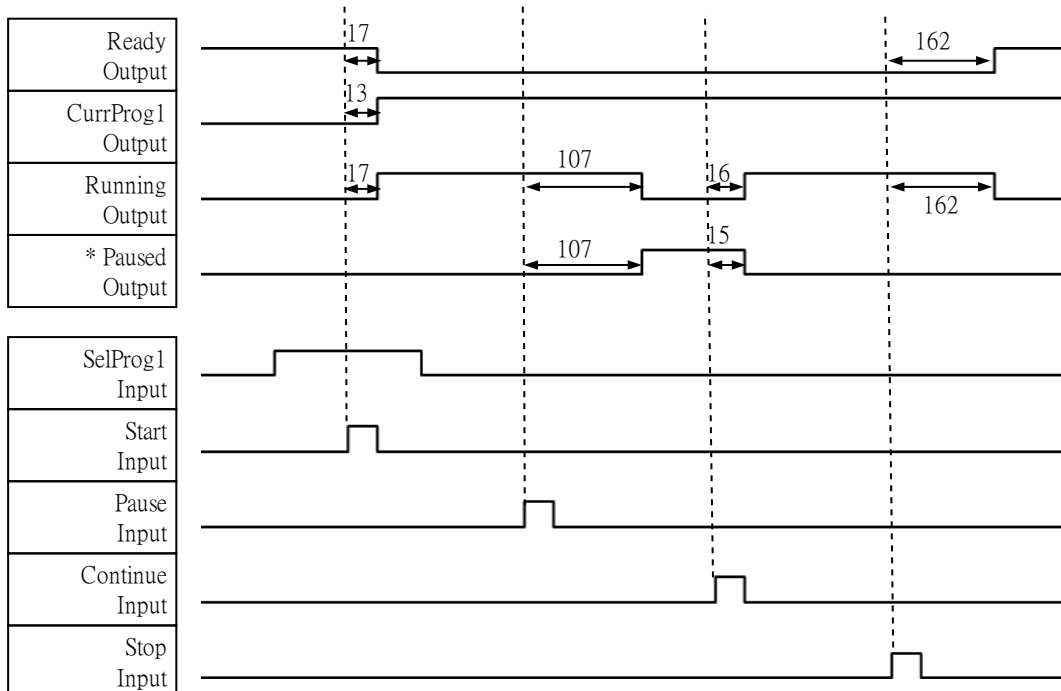 Ready
Output
17
162
CurrProg1
Output
13
Running
Output
17
107
16
162
* Paused
Output
107
15
SelProg1
Input
Start
Input
Pause
Input
Continue
Input
Stop
Input